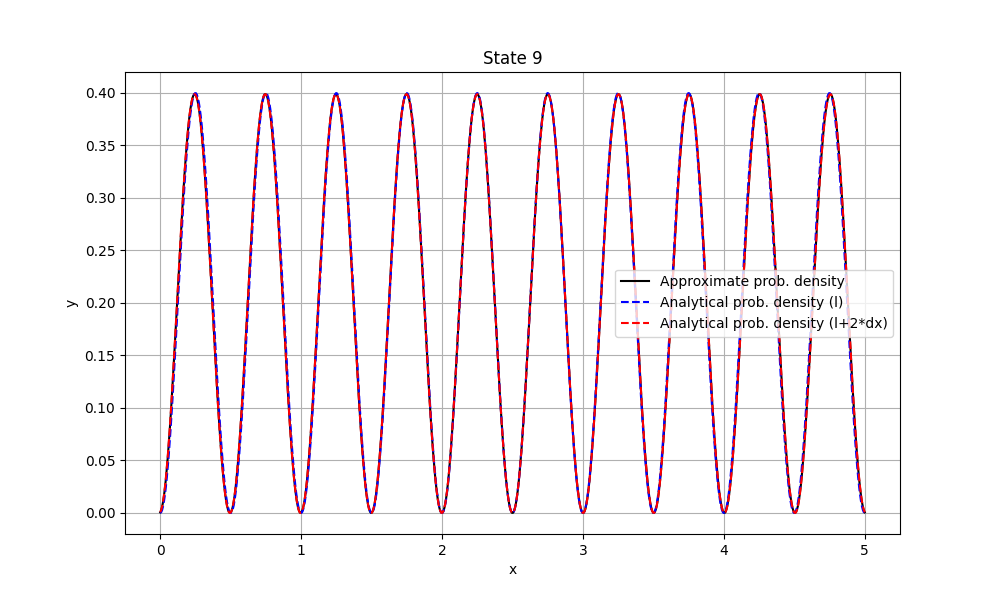 State 9
0.40
0.35
0.30
0.25
0.20
0.15
0.10
0.05
0.00
y
Approximate prob. density
Analytical prob. density (l)
Analytical prob. density (l+2*dx)
0 1 2 3 4 5
x